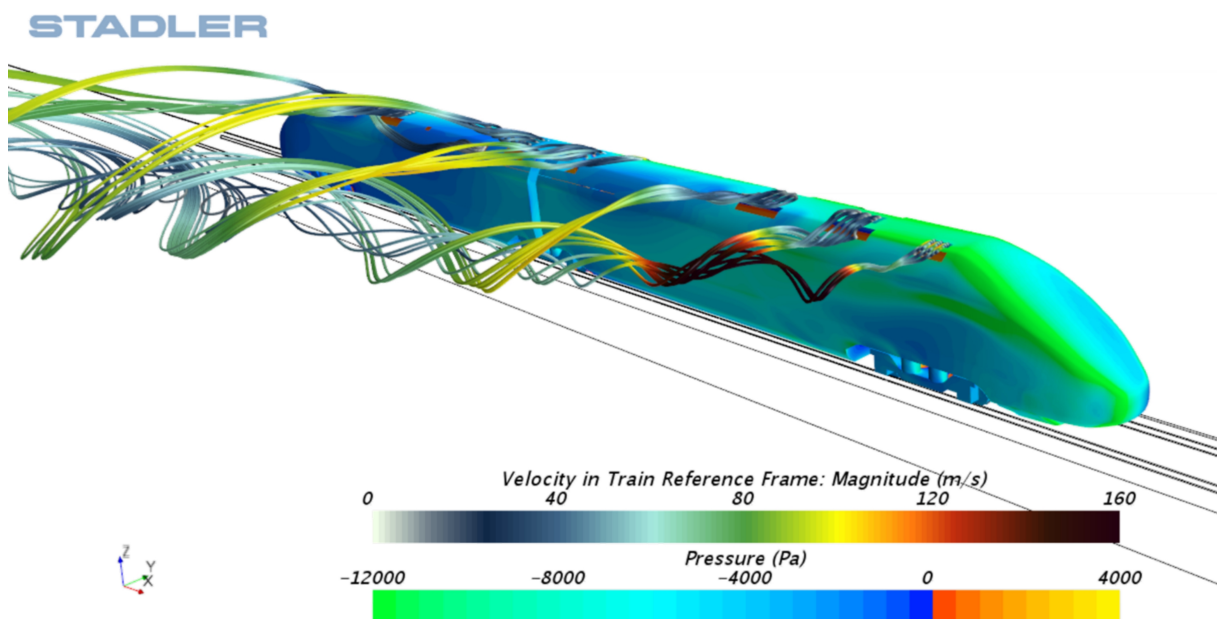 STADLER
Velocity in Train Reference Frame: Magnitude (m/s)
0 40 80 120 160
Pressure (Pa)
-12000 -8000 -4000 0 4000
Z
Y
X